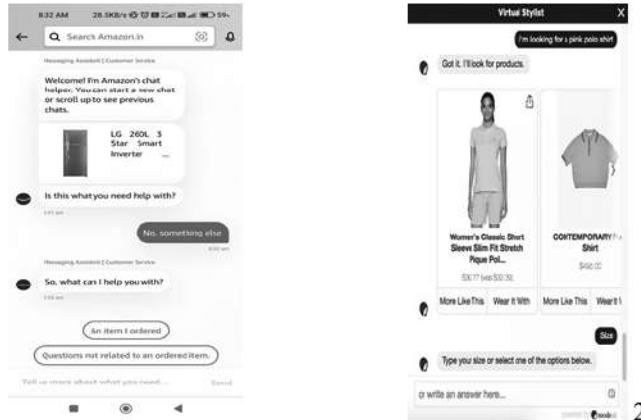 8:32 AM
Search Amazon.in
Messaging Assistant | Customer Service
Welcome! I'm Amazon's chat
helper. You can start a new chat
or scroll up to see previous
chats.
LG 260L 3
Star Smart
Inverter ...
Is this what you need help with?
No, something else
Messaging Assistant | Customer Service
So, what can I help you with?
An item I ordered
Questions not related to an ordered item.
Tell us more about what you need...
Send
Virtual Stylist
X
I'm looking for a pink polo shirt
Got it. I'll look for products.
Women's Classic Short
Sleeve Slim Fit Stretch
Pique Pol...
CONTEMPORARY
Shirt
More Like This
Wear It With
More Like This
Wear It
Size
Type your size or select one of the options below.
or write an answer here...
powered by
2